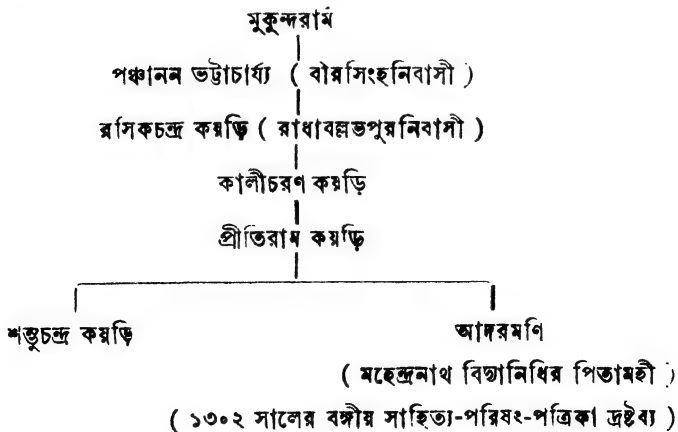 মুকুন্দরাম
পঞ্চানন ভট্টাচার্য্য ( বীরসিংহনিবাসী )
রসিকচন্দ্র কয়ড়ি ( রাধাবল্লভপুরনিবাসী )
কালীচরণ কয়ড়ি
প্রীতিরাম কয়ড়ি
শম্ভুচন্দ্র কয়ড়ি আদরমণি
( মহেন্দ্রনাথ বিদ্যানিধির পিতামহী )
( ১৩০২ সালের বঙ্গীয় সাহিত্য-পরিষৎ-পত্রিকা দ্রষ্টব্য )